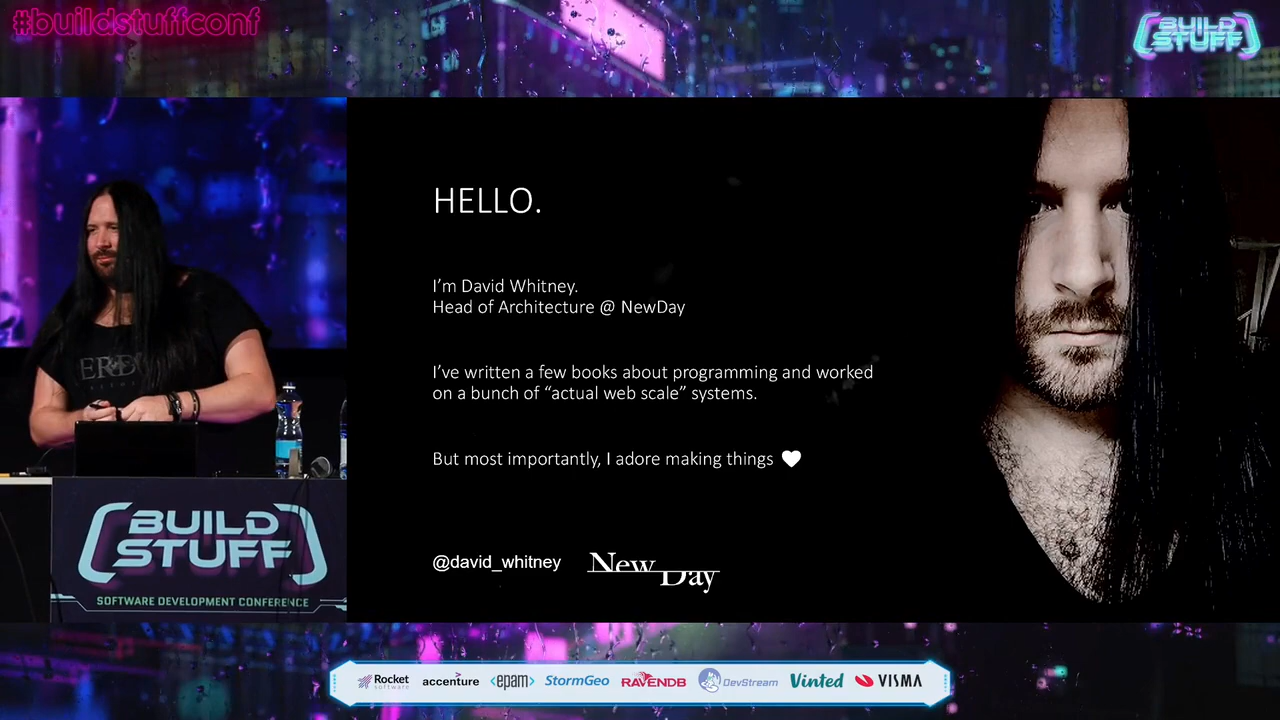 #buildstuffconf
BUILD
STUFF
HELLO.
I'm David Whitney.
Head of Architecture @ NewDay
I've written a few books about programming and worked
on a bunch of “actual web scale” systems.
But most importantly, I adore making things
@david_whitney
New Day
BUILD
STUFF
SOFTWARE DEVELOPMENT CONFERENCE
Rocket
software
accenture
<epam>
StormGeo
RAVENDB
DevStream
Vinted
VISMA